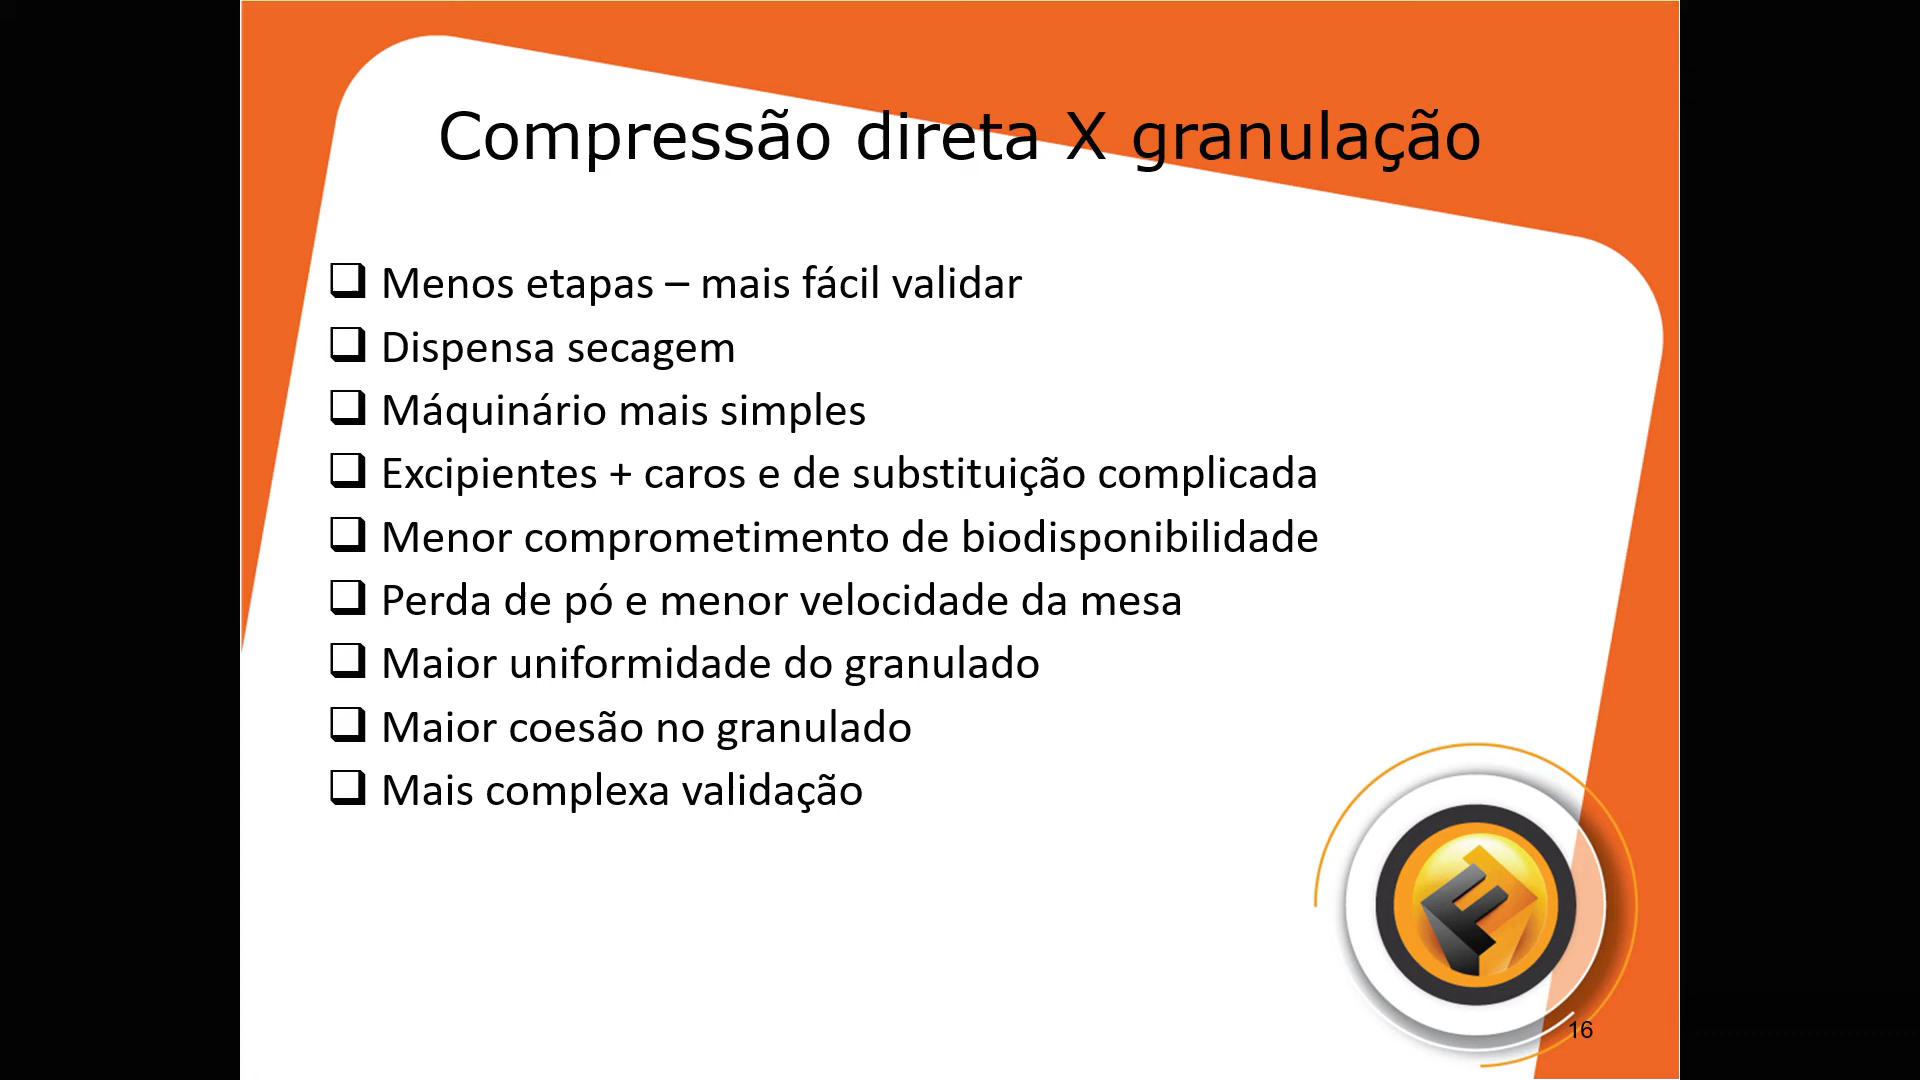 Compressão direta X granulação
Menos etapas – mais fácil validar
Dispensa secagem
Máquinário mais simples
Excipientes + caros e de substituição complicada
Menor comprometimento de biodisponibilidade
Perda de pó e menor velocidade da mesa
Maior uniformidade do granulado
Maior coesão no granulado
Mais complexa validação
16